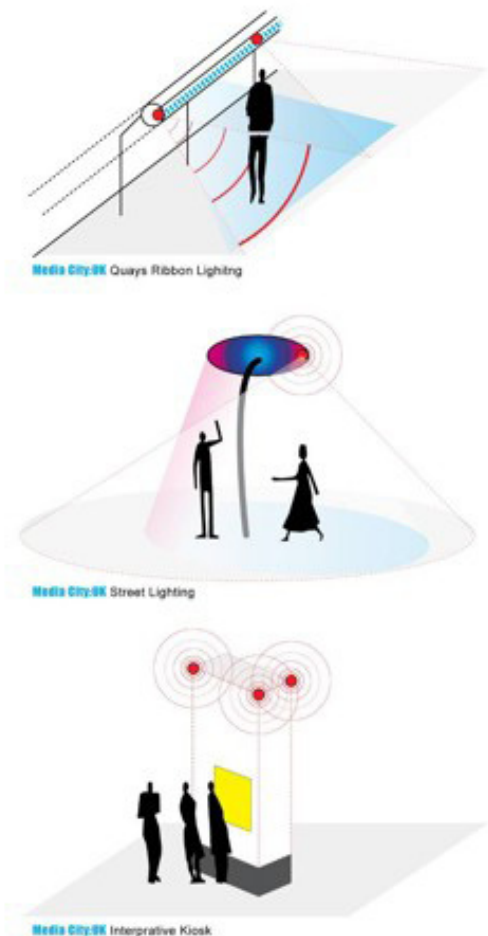 Media City:UK Quays Ribbon Lighitng
Media City:UK Street Lighting
Media City:UK Interprative Kiosk